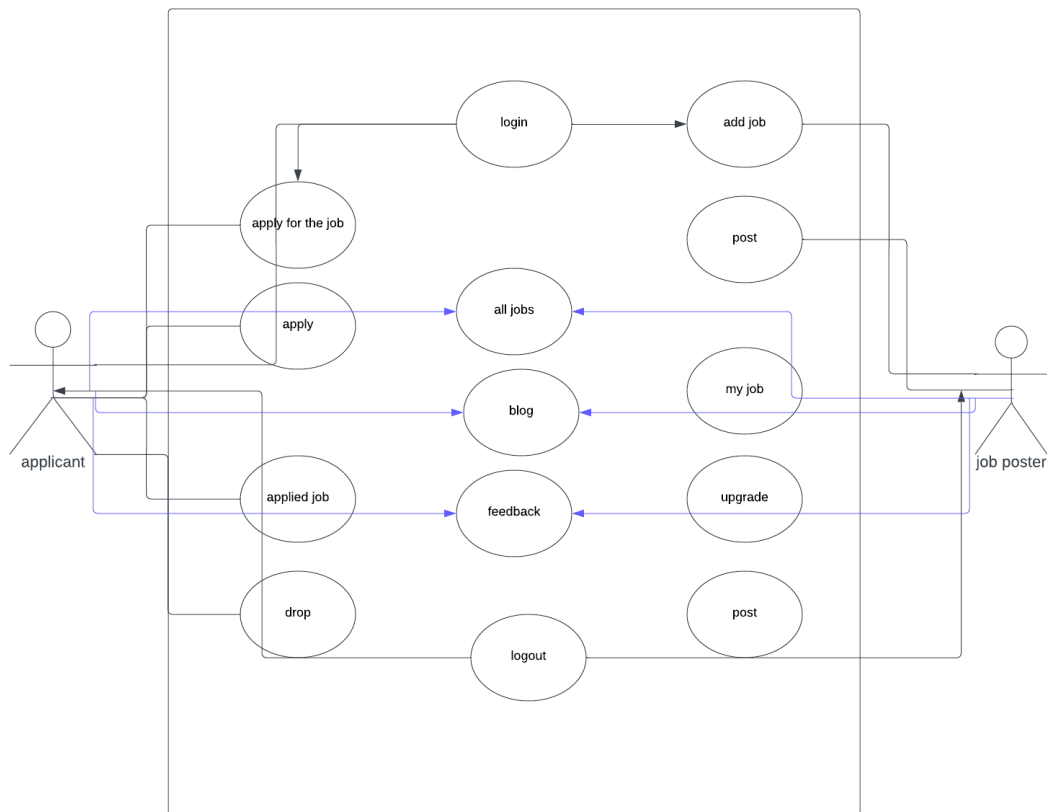 login
add job
apply for the job
post
all jobs
apply
my job
blog
applicant
job poster
applied job
upgrade
feedback
drop
post
logout